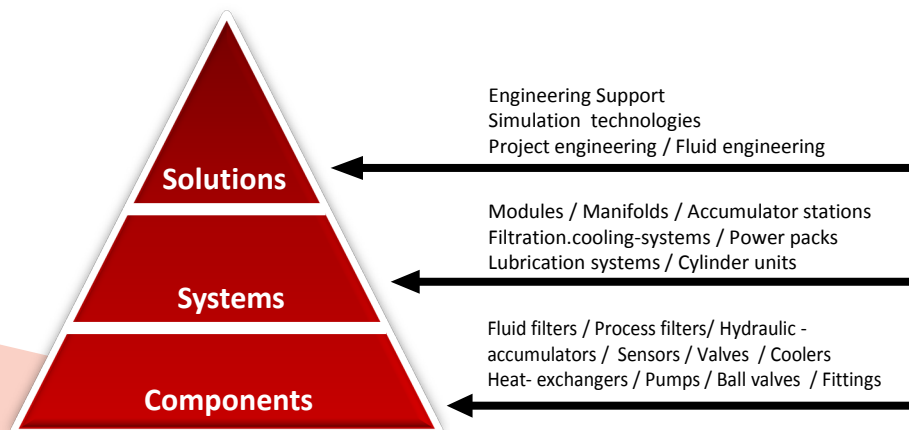 Engineering Support
Simulation technologies
Project engineering / Fluid engineering
Solutions
Modules / Manifolds / Accumulator stations
Filtration.cooling-systems / Power packs
Lubrication systems / Cylinder units
Systems
Fluid filters / Process filters/ Hydraulic -
accumulators / Sensors / Valves / Coolers
Heat- exchangers / Pumps / Ball valves / Fittings
Components